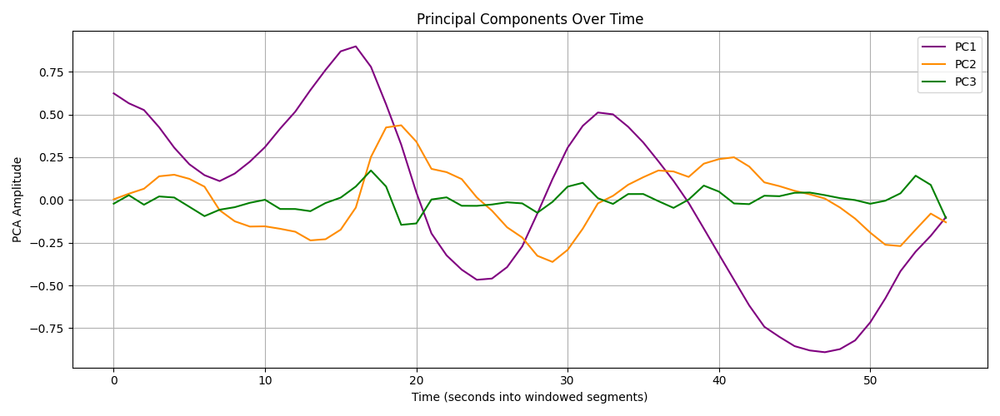 Principal Components Over Time
PC1
PC2
PC3
0.75
0.50
0.25
0.00
−0.25
−0.50
−0.75
PCA Amplitude
0 10 20 30 40 50
Time (seconds into windowed segments)